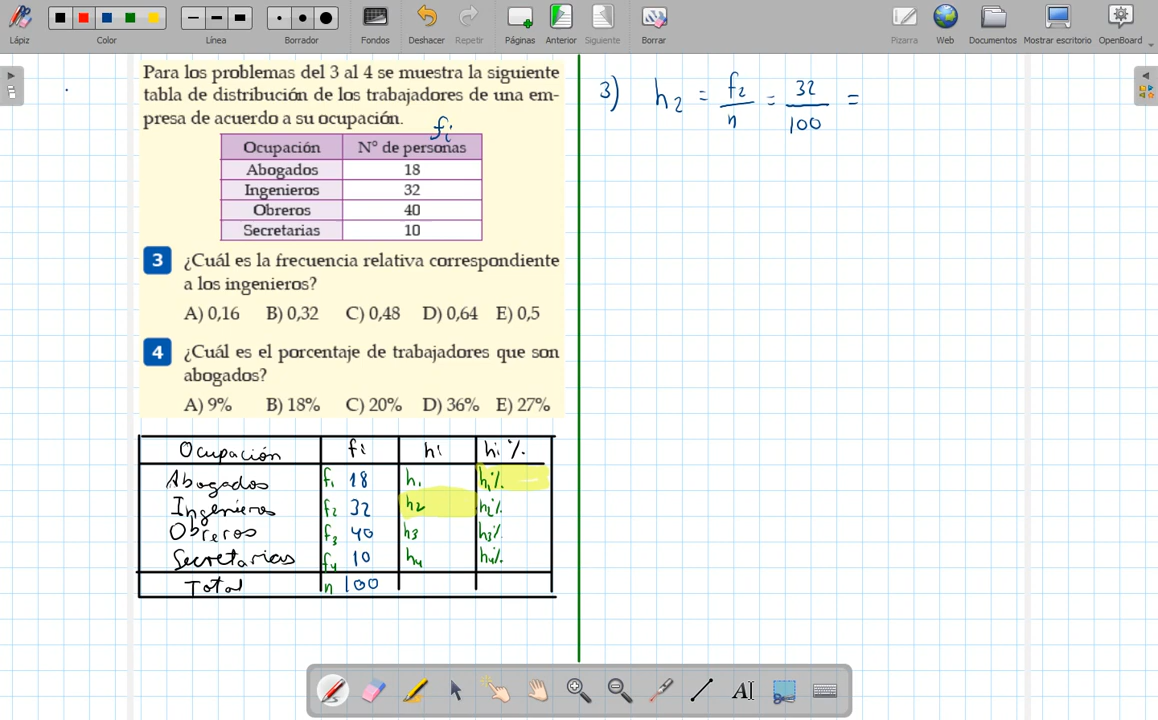 Lápiz
Color
Línea
Borrador
Fondos
Deshacer
Repetir
Páginas
Anterior
Siguiente
Borrar
Pizarra
Web
Documentos
Mostrar escritorio
OpenBoard
Para los problemas del 3 al 4 se muestra la siguiente
tabla de distribución de los trabajadores de una em-
presa de acuerdo a su ocupación.
fi
Ocupación N° de personas
Abogados 18
Ingenieros 32
Obreros 40
Secretarias 10
3 ¿Cuál es la frecuencia relativa correspondiente
a los ingenieros?
A) 0,16 B) 0,32 C) 0,48 D) 0,64 E) 0,5
4 ¿Cuál es el porcentaje de trabajadores que son
abogados?
A) 9% B) 18% C) 20% D) 36% E) 27%
Ocupación fi hi hi %
Abogados f1 18 h1 h1%
Ingenieros f2 32 h2 h2%
Obreros f3 40 h3 h3%
Secretarias f4 10 h4 h4%
Total n 100
3) h2 = f2/n = 32/100 =
AI